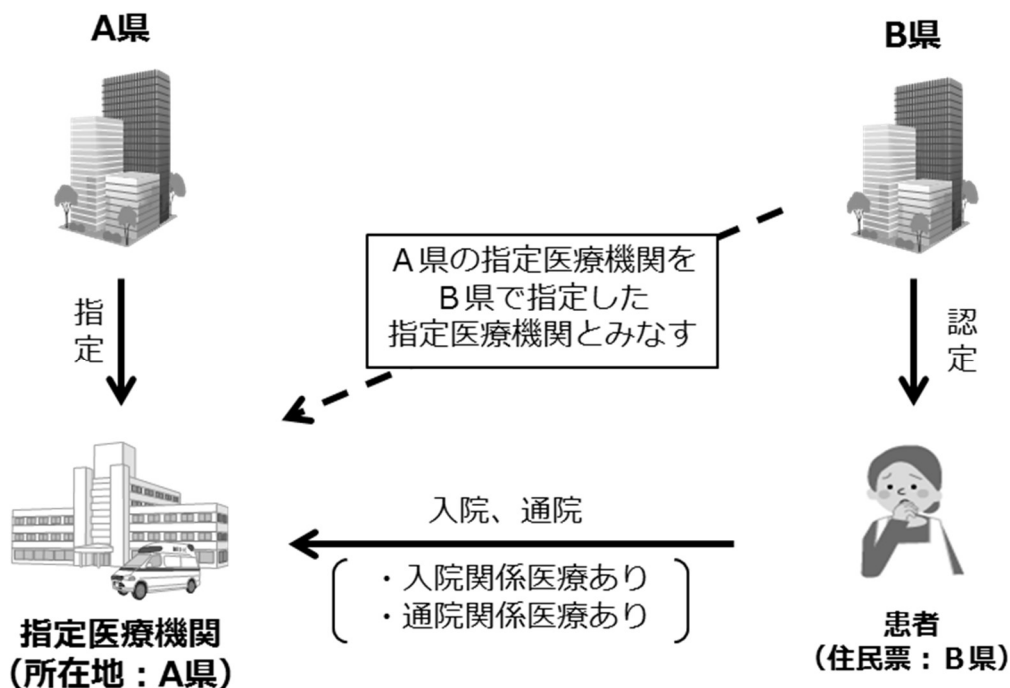 A県
B県
A県の指定医療機関を
B県で指定した
指定医療機関とみなす
指定
認定
入院、通院
・入院関係医療あり
・通院関係医療あり
指定医療機関
（所在地：A県）
患者
（住民票：B県）